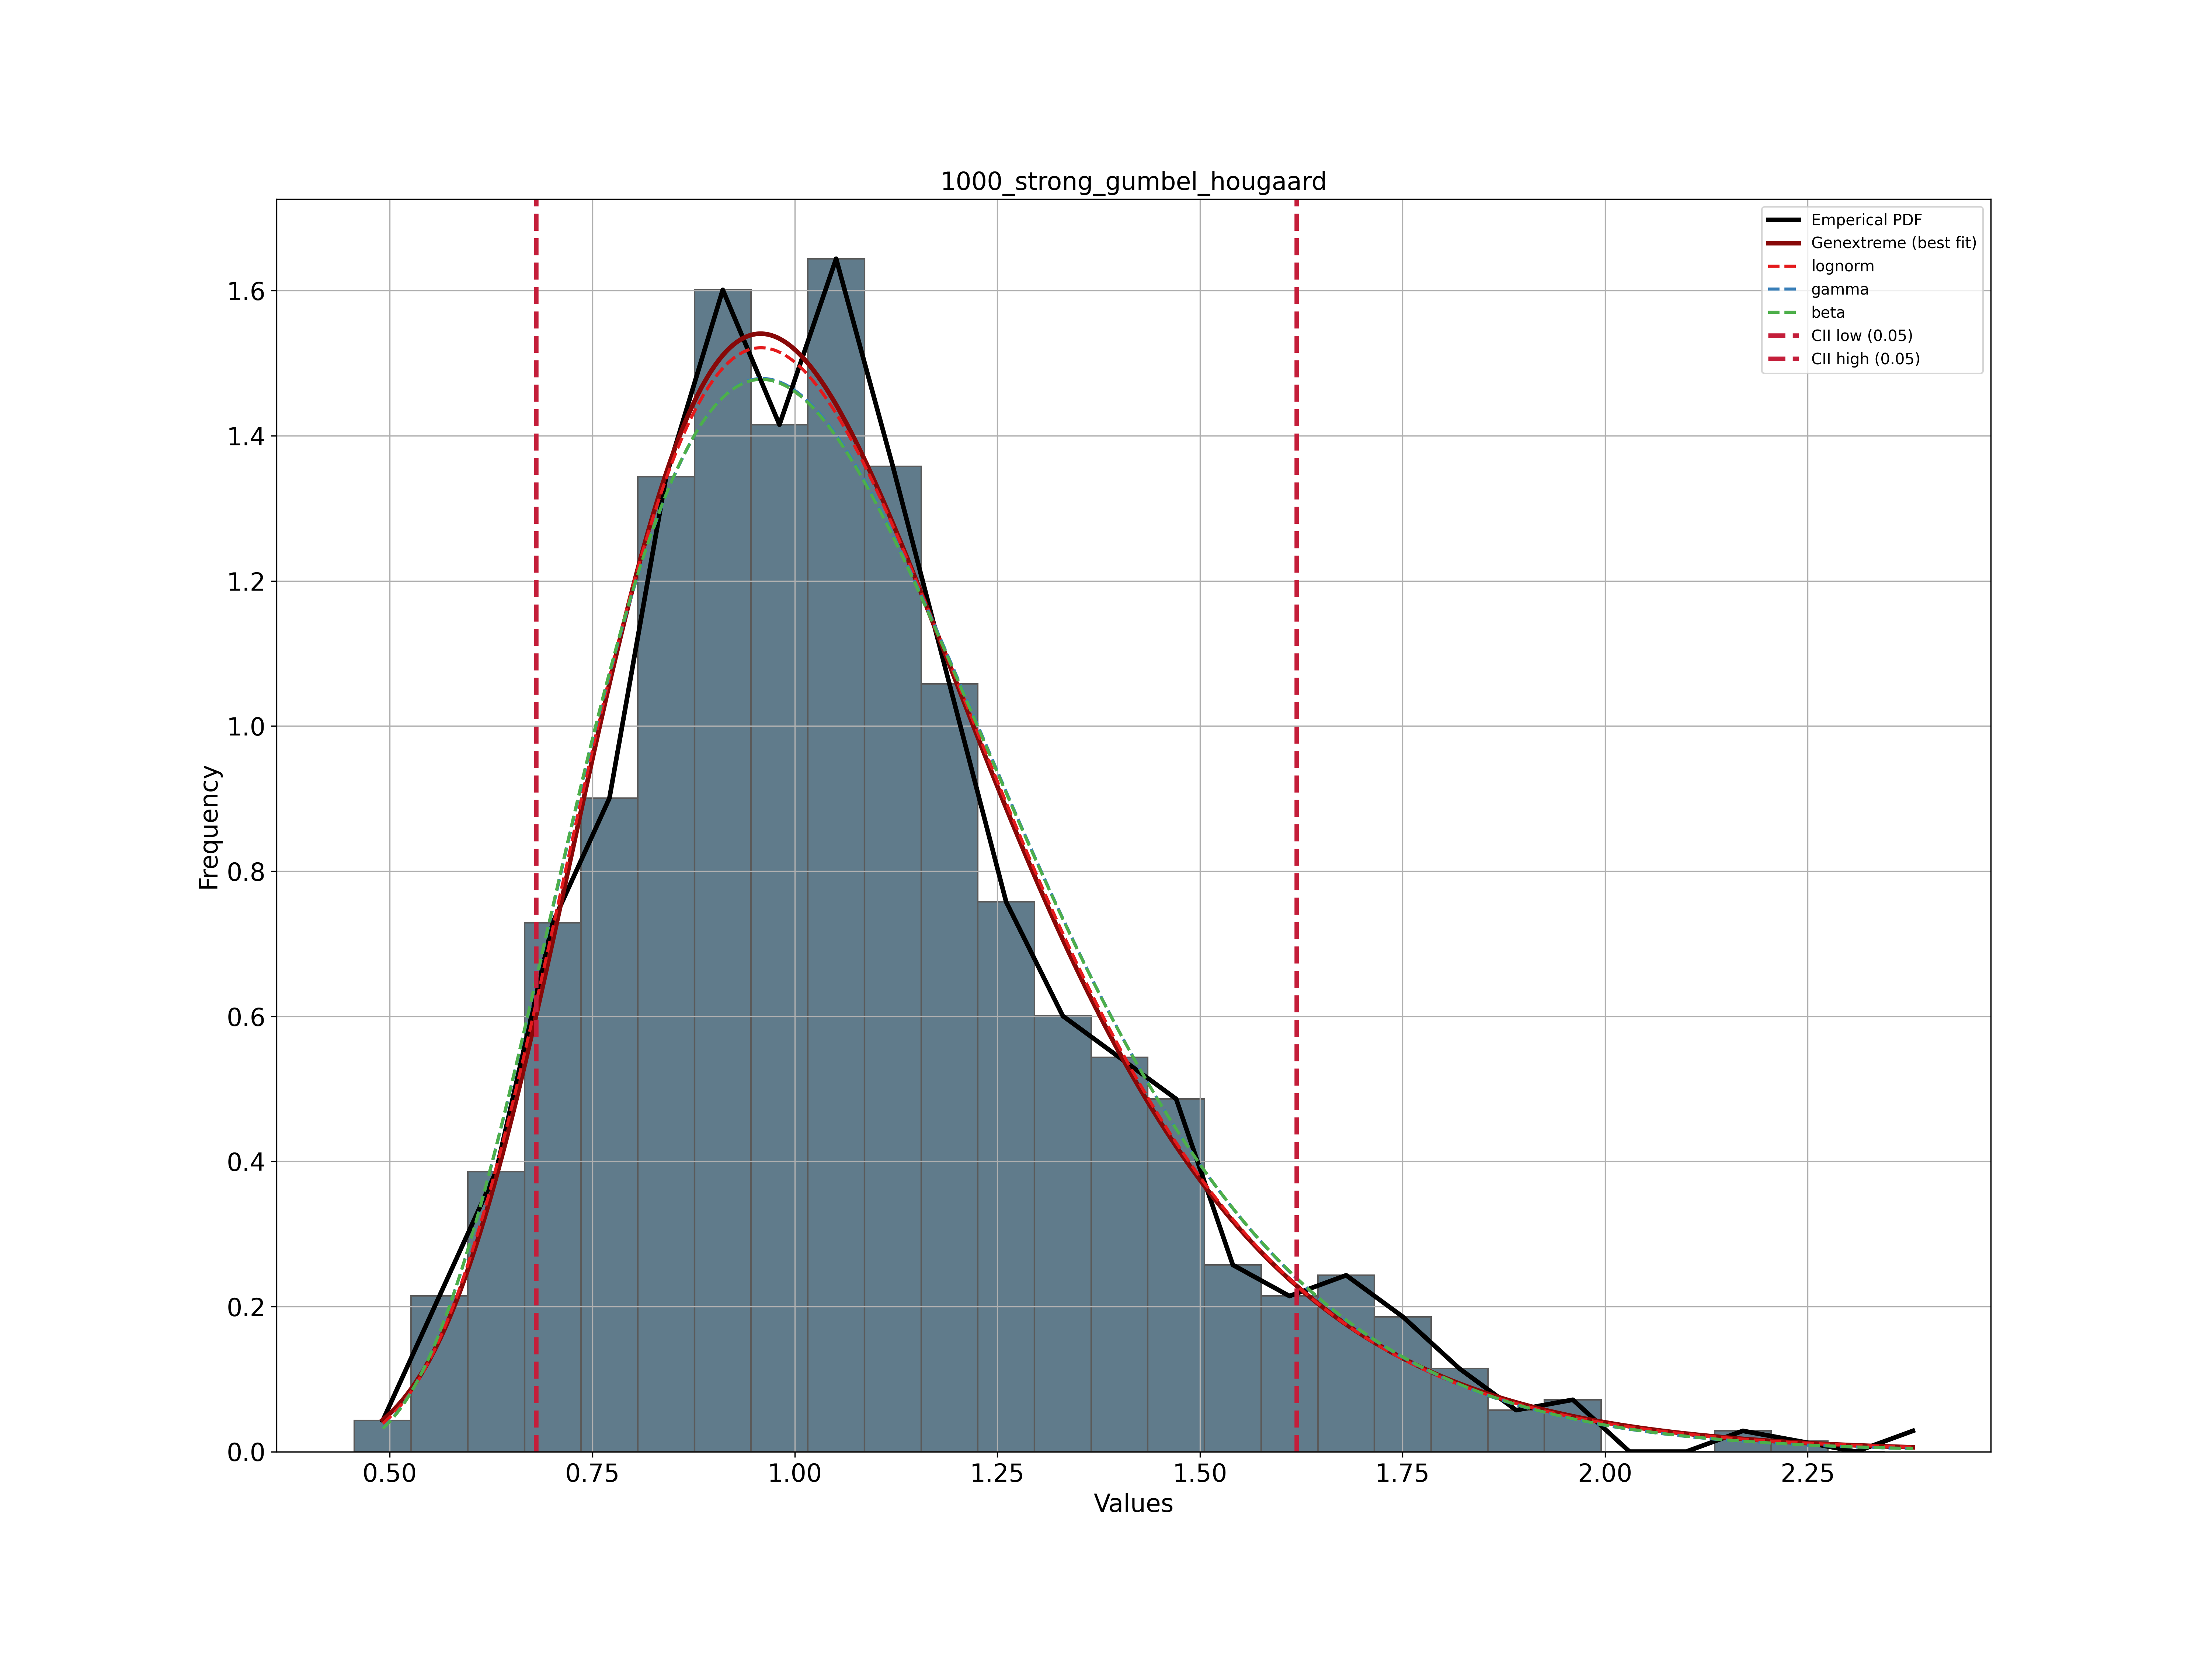 1000_strong_gumbel_hougaard
Emperical PDF
Genextreme (best fit)
lognorm
gamma
beta
CII low (0.05)
CII high (0.05)
1.6
1.4
1.2
1.0
0.8
0.6
0.4
0.2
0.0
Frequency
0.50 0.75 1.00 1.25 1.50 1.75 2.00 2.25
Values